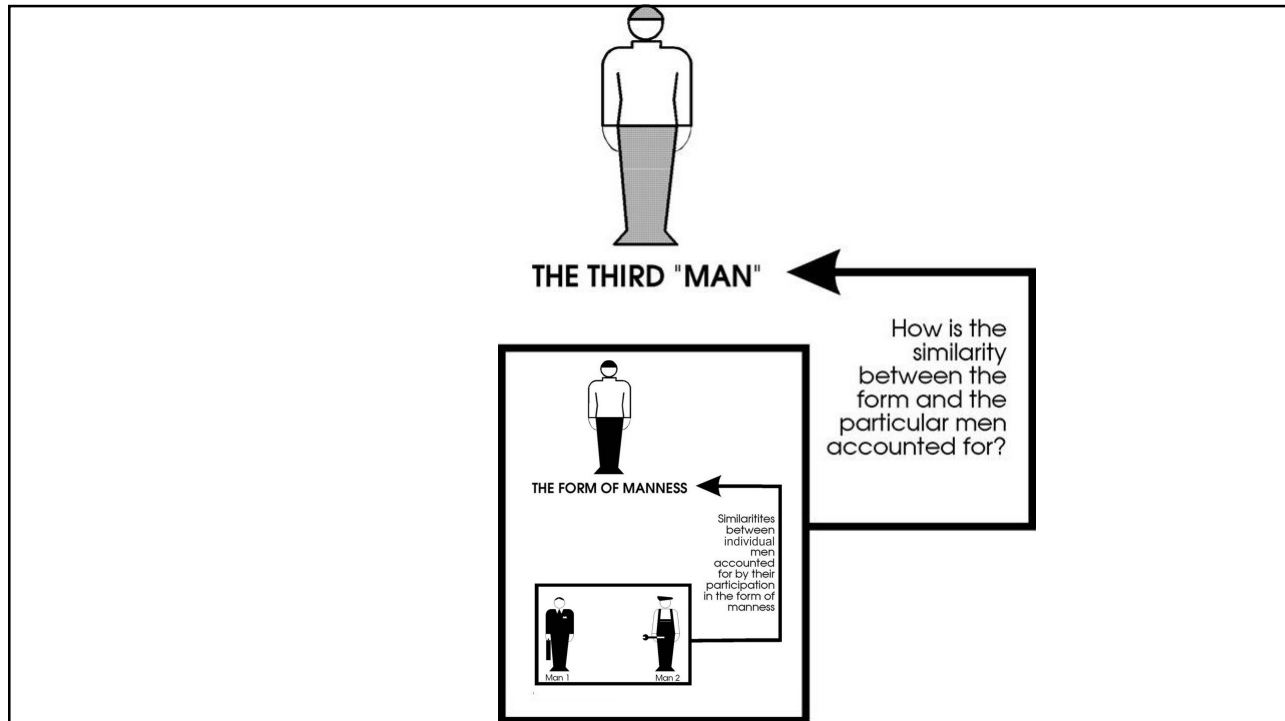 THE THIRD "MAN"
How is the
similarity
between the
form and the
particular men
accounted for?
THE FORM OF MANNESS
Similaritites
between
individual
men
accounted
for by their
participation
in the form of
manness
Man 1
Man 2